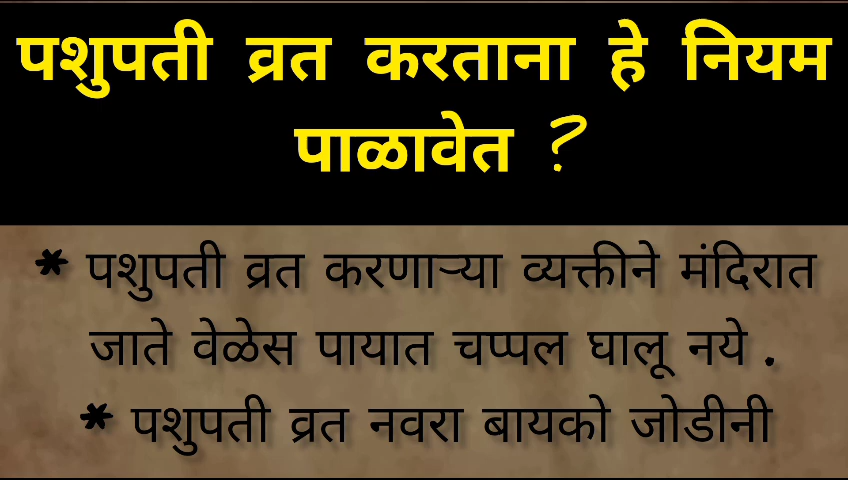 पशुपती व्रत करताना हे नियम
पाळावेत ?
* पशुपती व्रत करणाऱ्या व्यक्तीने मंदिरात
जाते वेळेस पायात चप्पल घालू नये .
* पशुपती व्रत नवरा बायको जोडीनी